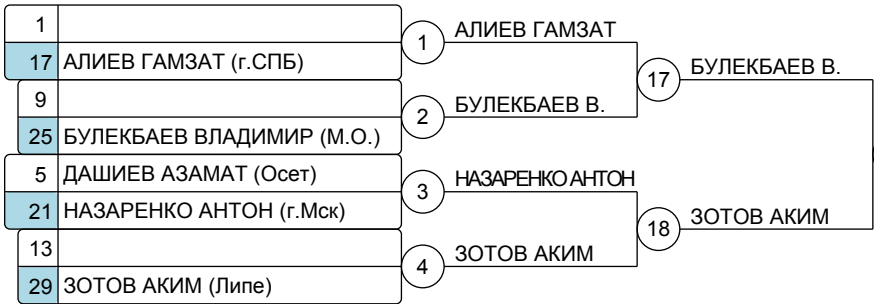 1
17 АЛИЕВ ГАМЗАТ (г.СПБ)
1
АЛИЕВ ГАМЗАТ
9
25 БУЛЕКБАЕВ ВЛАДИМИР (М.О.)
2
БУЛЕКБАЕВ В.
17
БУЛЕКБАЕВ В.
5 ДАШИЕВ АЗАМАТ (Осет)
21 НАЗАРЕНКО АНТОН (г.Мск)
3
НАЗАРЕНКО АНТОН
13
29 ЗОТОВ АКИМ (Липе)
4
ЗОТОВ АКИМ
18
ЗОТОВ АКИМ